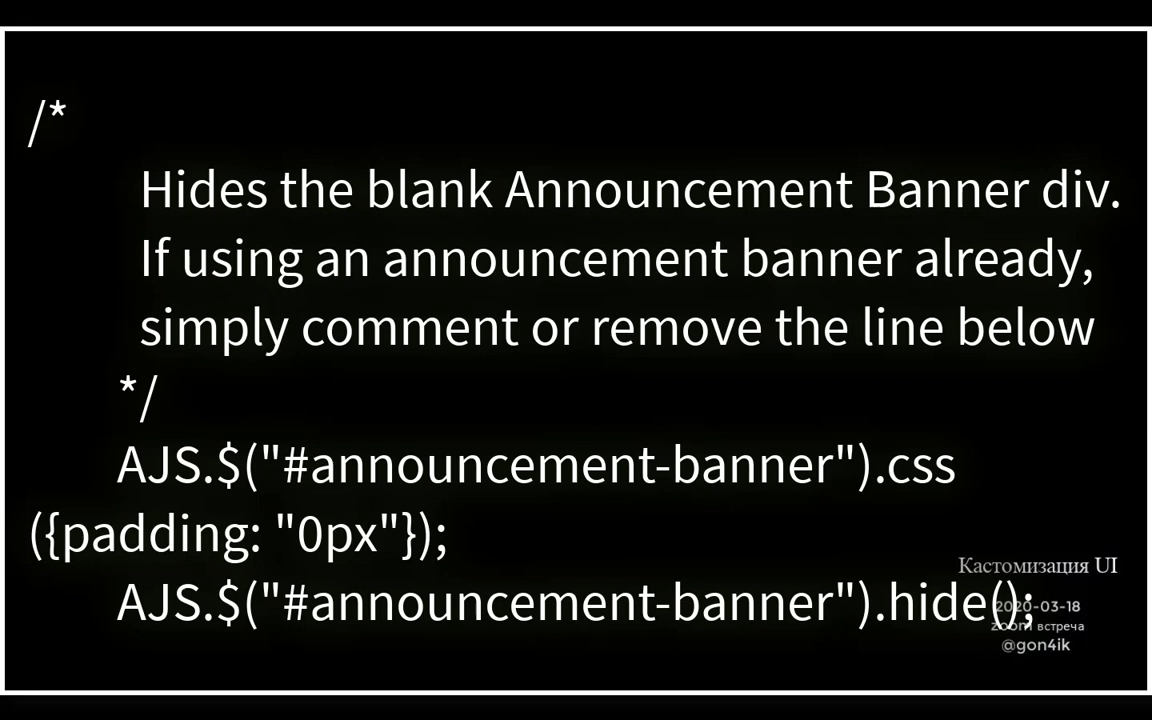 /*
Hides the blank Announcement Banner div.
If using an announcement banner already,
simply comment or remove the line below
*/
AJS.$("#announcement-banner").css
({padding: "0px"});
AJS.$("#announcement-banner").hide();
Кастомизация UI
2020-03-18
zoom встреча
@gon4ik